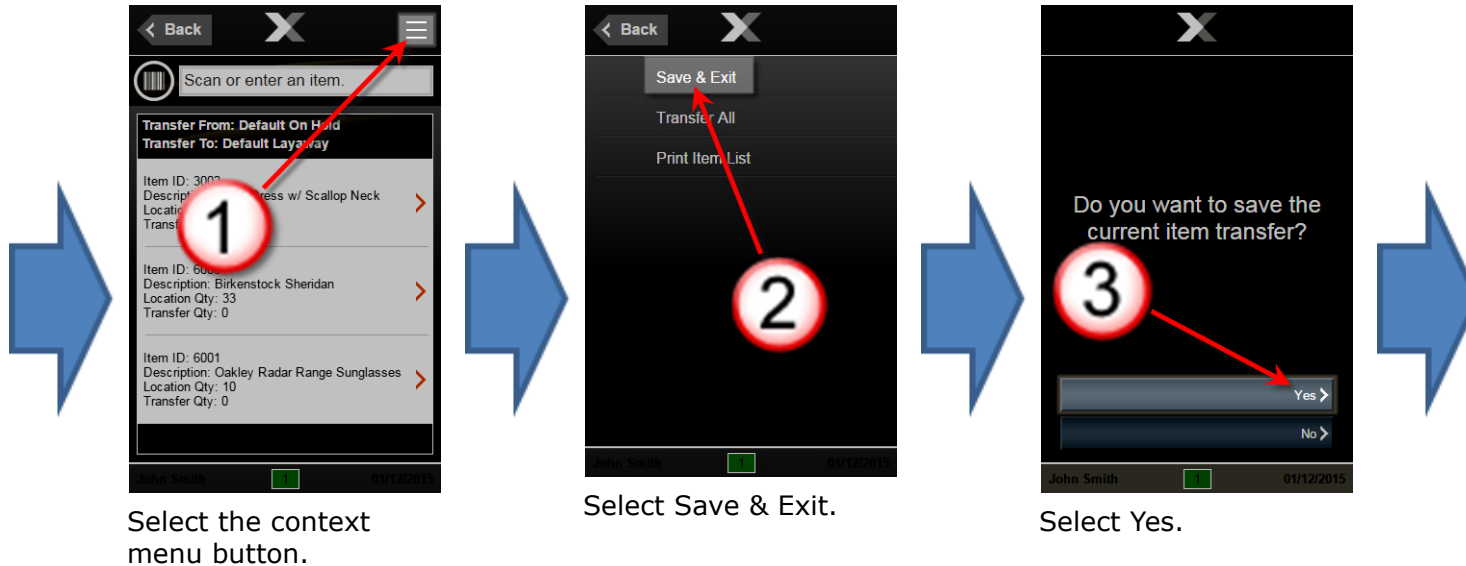 Back
Scan or enter an item.
Transfer From: Default On Hold
Transfer To: Default Layaway
Item ID: 3003
ress w/ Scallop Neck
1
Item ID:
Description: Birkenstock Sheridan
Location Qty: 33
Transfer Qty: 0
Item ID: 6001
Description: Oakley Radar Range Sunglasses
Location Qty: 10
Transfer Qty: 0
John Smith 1 01/12/2015
Select the context
menu button.
Back
Save & Exit
Transfer All
Print Item List
2
John Smith 1 01/12/2015
Select Save & Exit.
Do you want to save the
current item transfer?
3
Yes
No
John Smith 1 01/12/2015
Select Yes.